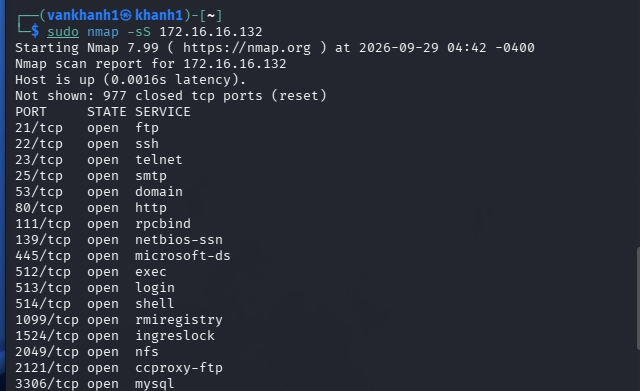 (vankhanh1㉿khanh1)-[~]
$ sudo nmap -sS 172.16.16.132
Starting Nmap 7.99 ( https://nmap.org ) at 2026-09-29 04:42 -0400
Nmap scan report for 172.16.16.132
Host is up (0.0016s latency).
Not shown: 977 closed tcp ports (reset)
PORT     STATE SERVICE
21/tcp   open  ftp
22/tcp   open  ssh
23/tcp   open  telnet
25/tcp   open  smtp
53/tcp   open  domain
80/tcp   open  http
111/tcp  open  rpcbind
139/tcp  open  netbios-ssn
445/tcp  open  microsoft-ds
512/tcp  open  exec
513/tcp  open  login
514/tcp  open  shell
1099/tcp open  rmiregistry
1524/tcp open  ingreslock
2049/tcp open  nfs
2121/tcp open  ccproxy-ftp
3306/tcp open  mysql